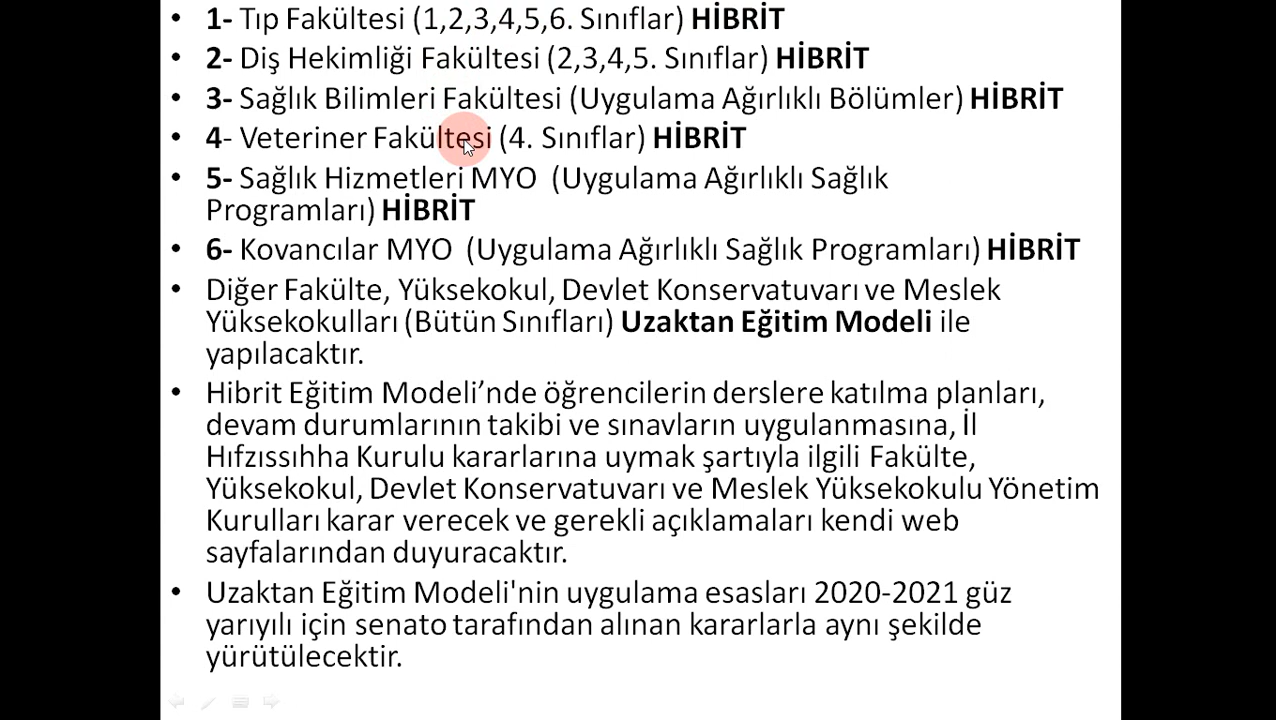 • 1- Tıp Fakültesi (1,2,3,4,5,6. Sınıflar) HİBRİT
• 2- Diş Hekimliği Fakültesi (2,3,4,5. Sınıflar) HİBRİT
• 3- Sağlık Bilimleri Fakültesi (Uygulama Ağırlıklı Bölümler) HİBRİT
• 4- Veteriner Fakültesi (4. Sınıflar) HİBRİT
• 5- Sağlık Hizmetleri MYO (Uygulama Ağırlıklı Sağlık
Programları) HİBRİT
• 6- Kovancılar MYO (Uygulama Ağırlıklı Sağlık Programları) HİBRİT
• Diğer Fakülte, Yüksekokul, Devlet Konservatuvarı ve Meslek
Yüksekokulları (Bütün Sınıfları) Uzaktan Eğitim Modeli ile
yapılacaktır.
• Hibrit Eğitim Modeli’nde öğrencilerin derslere katılma planları,
devam durumlarının takibi ve sınavların uygulanmasına, İl
Hıfzıssıhha Kurulu kararlarına uymak şartıyla ilgili Fakülte,
Yüksekokul, Devlet Konservatuvarı ve Meslek Yüksekokulu Yönetim
Kurulları karar verecek ve gerekli açıklamaları kendi web
sayfalarından duyuracaktır.
• Uzaktan Eğitim Modeli'nin uygulama esasları 2020-2021 güz
yarıyılı için senato tarafından alınan kararlarla aynı şekilde
yürütülecektir.